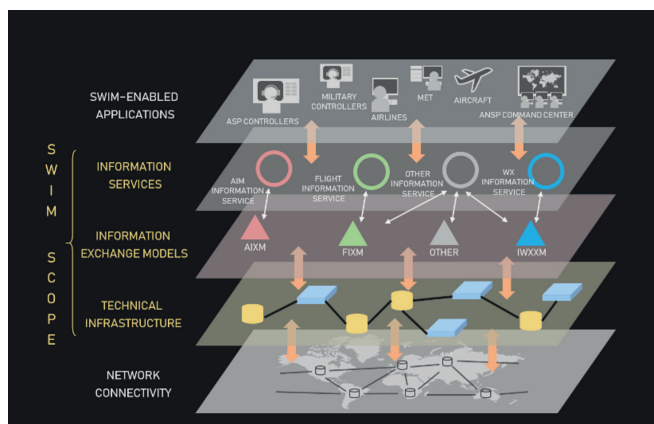 SWIM-ENABLED
APPLICATIONS
ASP CONTROLLERS
MILITARY
CONTROLLERS
AIRLINES
MET
AIRCRAFT
ANSP COMMAND CENTER
SWIM SCOPE
INFORMATION
SERVICES
AIM
INFORMATION
SERVICE
FLIGHT
INFORMATION
SERVICE
OTHER
INFORMATION
SERVICE
WX
INFORMATION
SERVICE
INFORMATION
EXCHANGE MODELS
AIXM
FIXM
OTHER
IWXXM
TECHNICAL
INFRASTRUCTURE
NETWORK
CONNECTIVITY